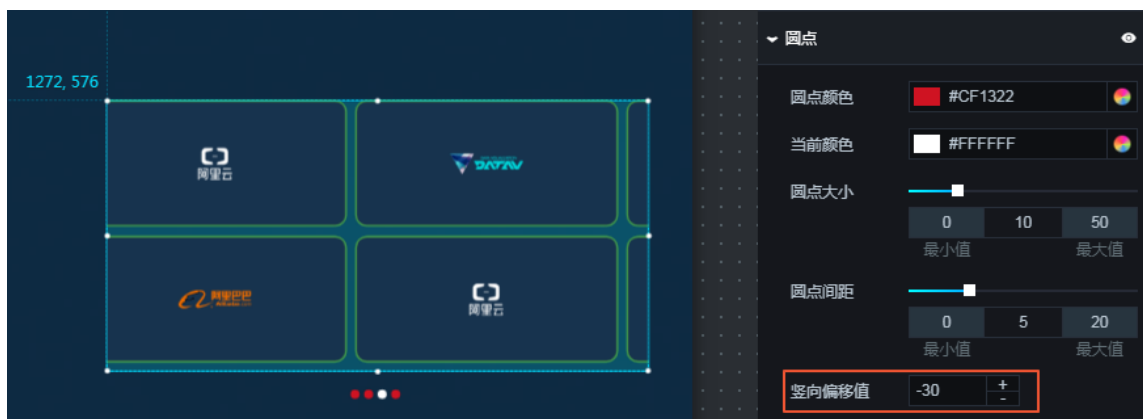 圆点
1272, 576
圆点颜色
#CF1322
当前颜色
#FFFFFF
阿里云
DATAV
圆点大小
0 10 50
最小值 最大值
阿里巴巴
阿里云
圆点间距
0 5 20
最小值 最大值
竖向偏移值
-30
+
-